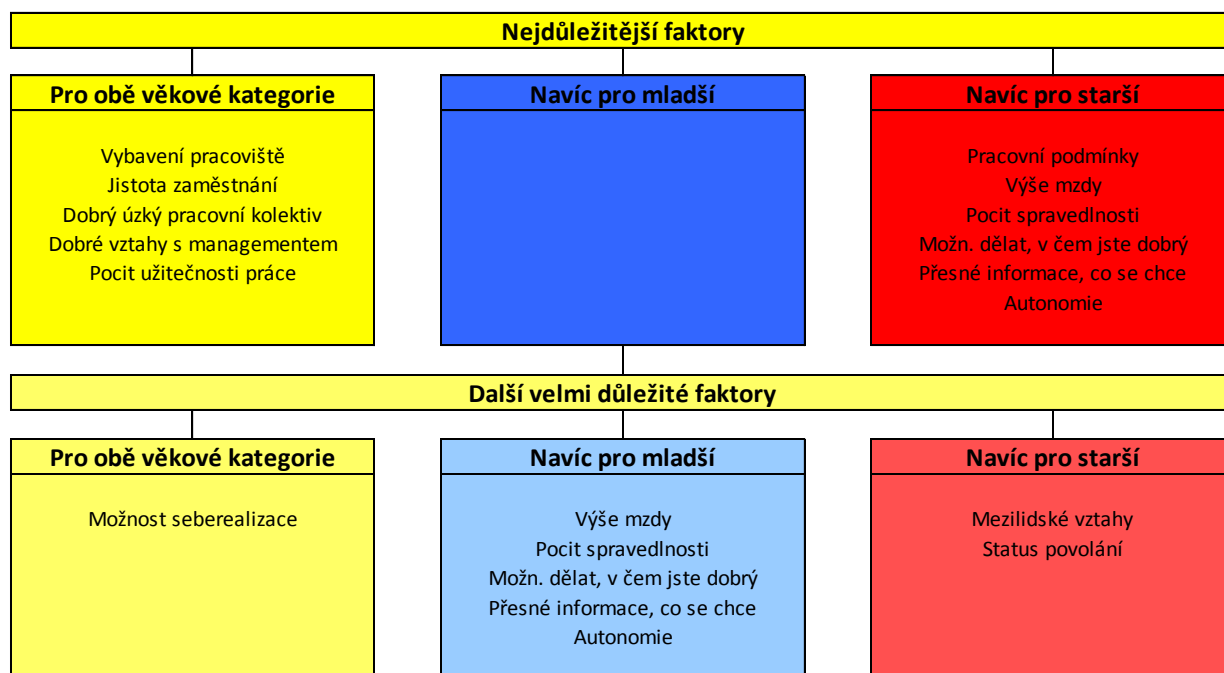 Nejdůležitější faktory
Pro obě věkové kategorie
Vybavení pracoviště
Jistota zaměstnání
Dobrý úzký pracovní kolektiv
Dobré vztahy s managementem
Pocit užitečnosti práce
Navíc pro mladší
Navíc pro starší
Pracovní podmínky
Výše mzdy
Pocit spravedlnosti
Možn. dělat, v čem jste dobrý
Přesné informace, co se chce
Autonomie
Další velmi důležité faktory
Pro obě věkové kategorie
Možnost seberealizace
Navíc pro mladší
Výše mzdy
Pocit spravedlnosti
Možn. dělat, v čem jste dobrý
Přesné informace, co se chce
Autonomie
Navíc pro starší
Mezilidské vztahy
Status povolání